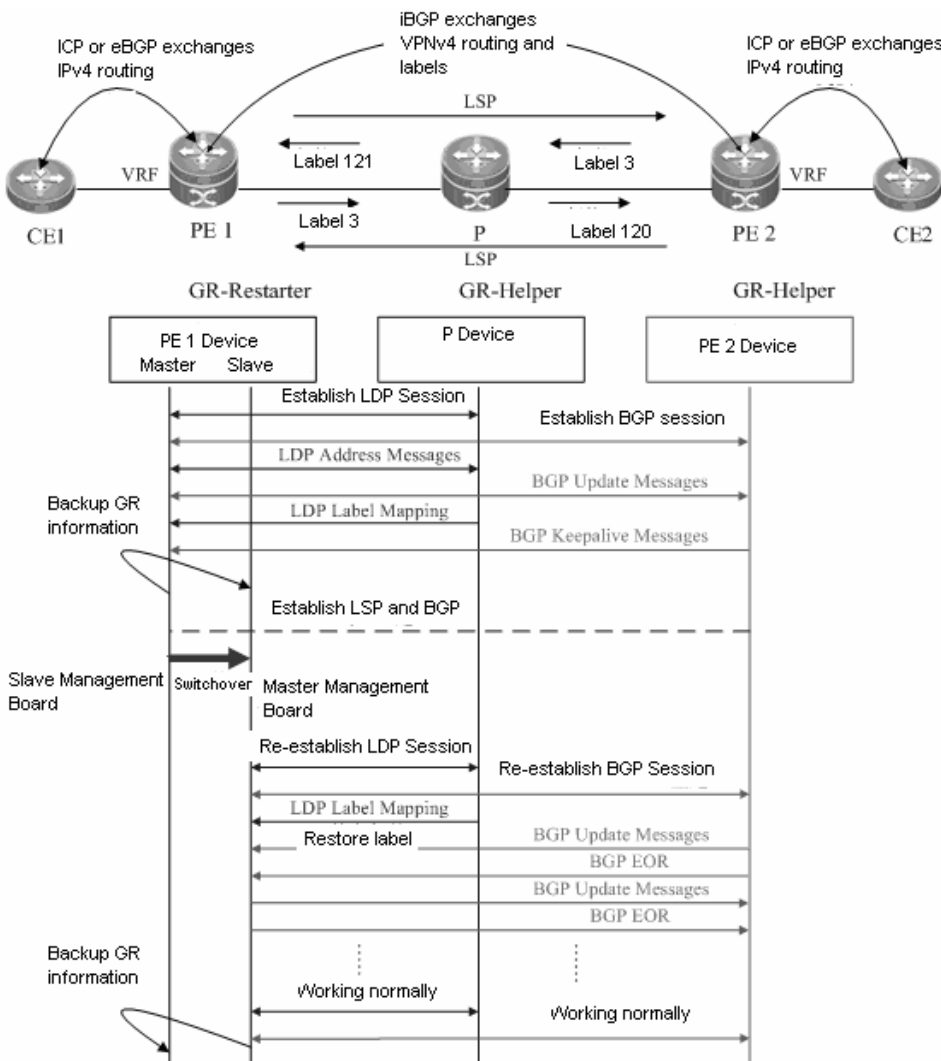 iBGP exchanges
VPNv4 routing and
labels
ICP or eBGP exchanges
IPv4 routing
ICP or eBGP exchanges
IPv4 routing
LSP
Label 121
Label 3
VRF
VRF
CE1
PE 1
Label 3
P
Label 120
PE 2
CE2
LSP
GR-Restarter
GR-Helper
GR-Helper
PE 1 Device
Master Slave
P Device
PE 2 Device
Establish LDP Session
Establish BGP session
LDP Address Messages
BGP Update Messages
Backup GR
information
LDP Label Mapping
BGP Keepalive Messages
Establish LSP and BGP
Slave Management
Board
Switchover
Master Management
Board
Re-establish LDP Session
Re-establish BGP Session
LDP Label Mapping
Restore label
BGP Update Messages
BGP EOR
BGP Update Messages
BGP EOR
Backup GR
information
Working normally
Working normally